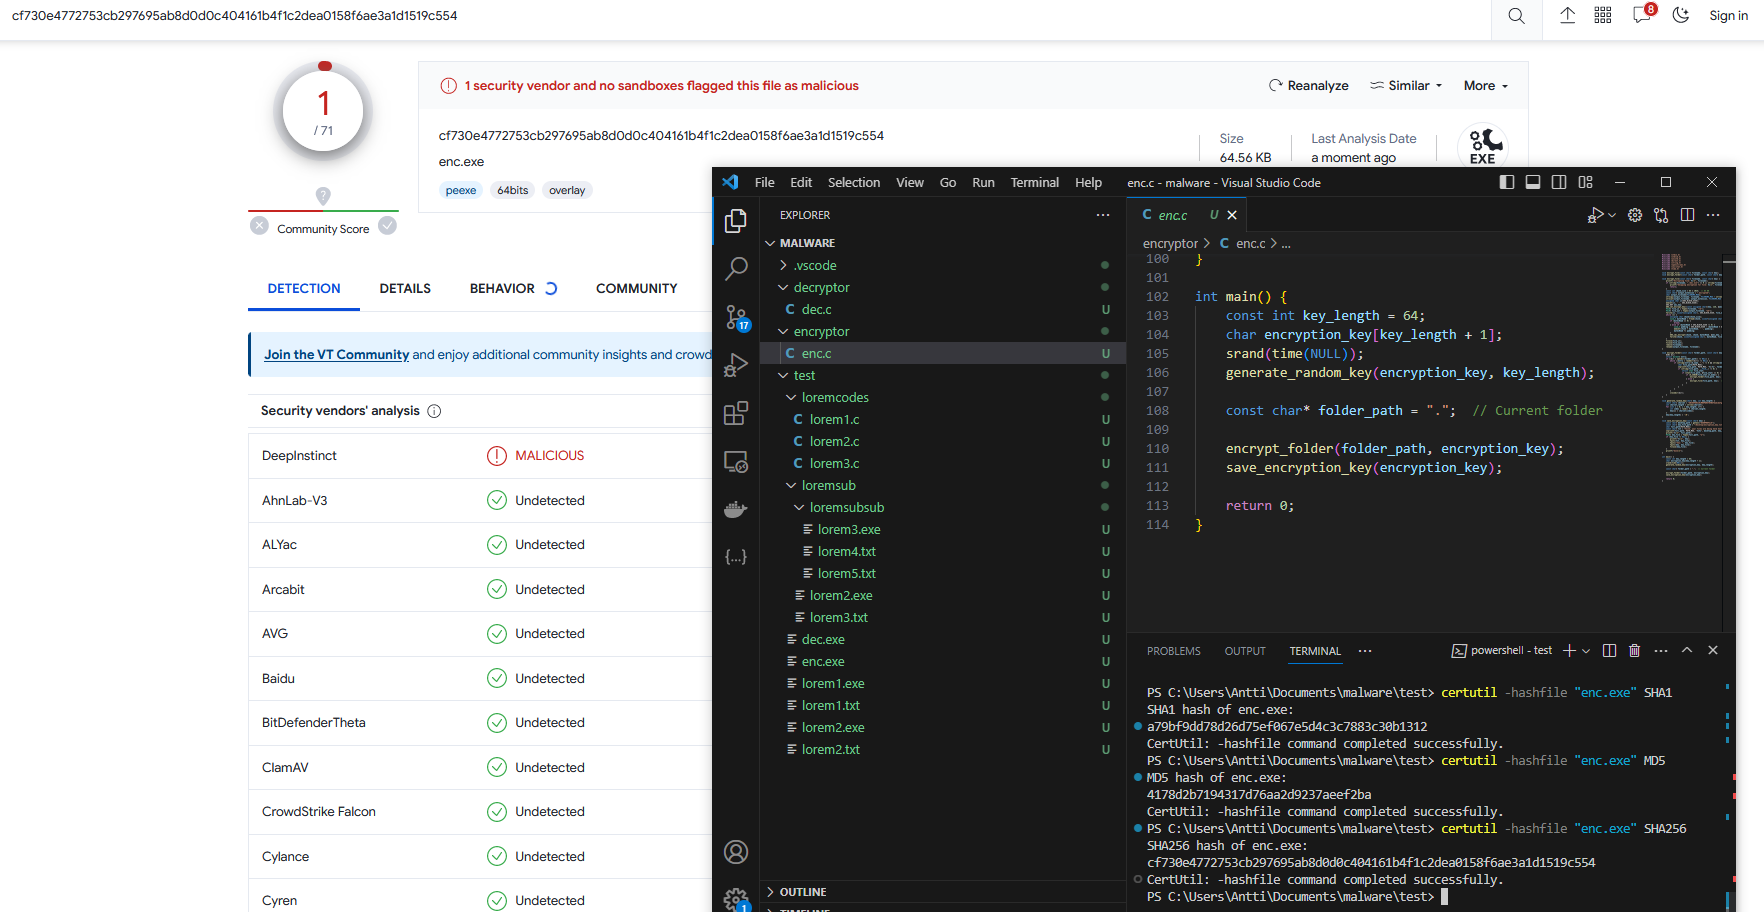 cf730e4772753cb297695ab8d0d0c404161b4f1c2dea0158f6ae3a1d1519c554
8
Sign in
1
/ 71
Community Score
1 security vendor and no sandboxes flagged this file as malicious
Reanalyze
Similar
More
cf730e4772753cb297695ab8d0d0c404161b4f1c2dea0158f6ae3a1d1519c554
enc.exe
peexe
64bits
overlay
Size
64.56 KB
Last Analysis Date
a moment ago
EXE
DETECTION
DETAILS
BEHAVIOR
COMMUNITY
Join the VT Community and enjoy additional community insights and crowd
Security vendors' analysis
DeepInstinct
MALICIOUS
AhnLab-V3
Undetected
ALYac
Undetected
Arcabit
Undetected
AVG
Undetected
Baidu
Undetected
BitDefenderTheta
Undetected
ClamAV
Undetected
CrowdStrike Falcon
Undetected
Cylance
Undetected
Cyren
Undetected
File Edit Selection View Go Run Terminal Help
enc.c - malware - Visual Studio Code
17
1
EXPLORER
MALWARE
.vscode
decryptor
C dec.c U
encryptor
C enc.c U
test
loremcodes
C lorem1.c U
C lorem2.c U
C lorem3.c U
loremsub
loremsubsub
lorem3.exe U
lorem4.txt U
lorem5.txt U
lorem2.exe U
lorem3.txt U
dec.exe U
enc.exe U
lorem1.exe U
lorem1.txt U
lorem2.exe U
lorem2.txt U
OUTLINE
TIMELINE
C enc.c U
encryptor > C enc.c > ...
100 }
101
102 int main() {
103 const int key_length = 64;
104 char encryption_key[key_length + 1];
105 srand(time(NULL));
106 generate_random_key(encryption_key, key_length);
107
108 const char* folder_path = "."; // Current folder
109
110 encrypt_folder(folder_path, encryption_key);
111 save_encryption_key(encryption_key);
112
113 return 0;
114 }
PROBLEMS OUTPUT TERMINAL
powershell - test
PS C:\Users\Antti\Documents\malware\test> certutil -hashfile "enc.exe" SHA1
SHA1 hash of enc.exe:
a79bf9dd78d26d75ef067e5d4c3c7883c30b1312
CertUtil: -hashfile command completed successfully.
PS C:\Users\Antti\Documents\malware\test> certutil -hashfile "enc.exe" MD5
MD5 hash of enc.exe:
4178d2b7194317d76aa2d9237aeef2ba
CertUtil: -hashfile command completed successfully.
PS C:\Users\Antti\Documents\malware\test> certutil -hashfile "enc.exe" SHA256
SHA256 hash of enc.exe:
cf730e4772753cb297695ab8d0d0c404161b4f1c2dea0158f6ae3a1d1519c554
CertUtil: -hashfile command completed successfully.
PS C:\Users\Antti\Documents\malware\test>